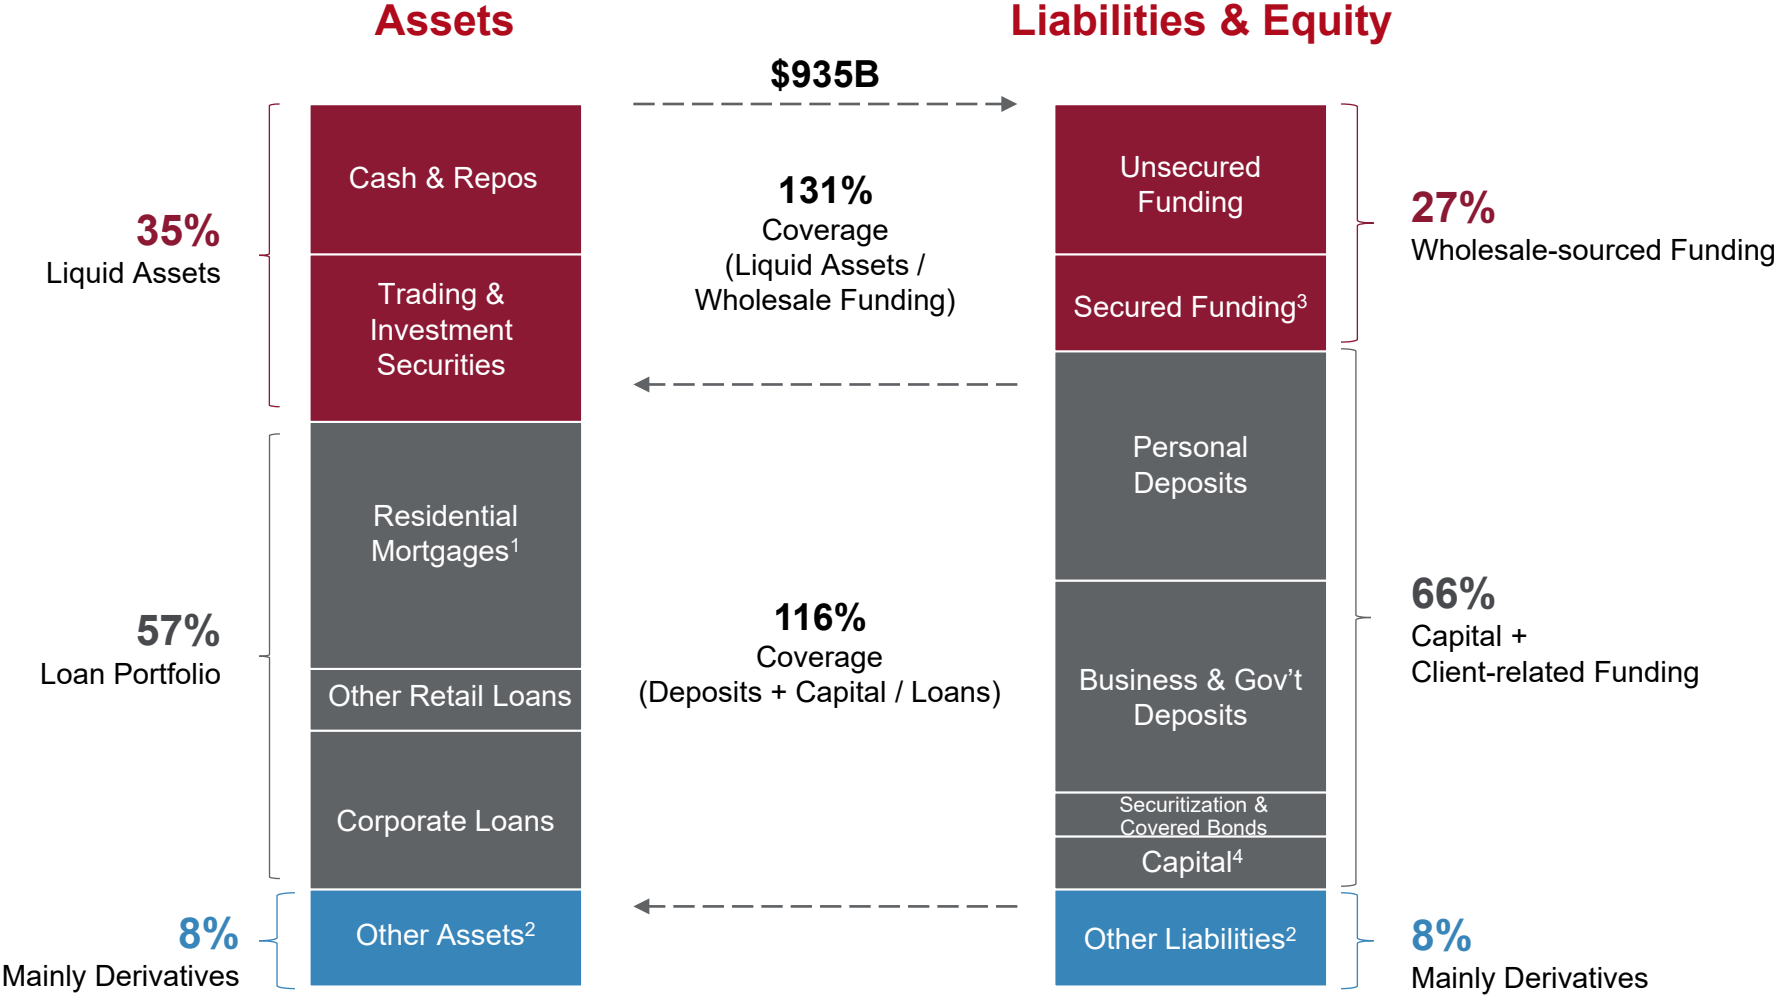 Assets
Liabilities & Equity
$935B
35%
Liquid Assets
Cash & Repos
Trading &
Investment
Securities
57%
Loan Portfolio
Residential
Mortgages1
Other Retail Loans
Corporate Loans
8%
Mainly Derivatives
Other Assets2
131%
Coverage
(Liquid Assets /
Wholesale Funding)
116%
Coverage
(Deposits + Capital / Loans)
Unsecured
Funding
Secured Funding3
27%
Wholesale-sourced Funding
Personal
Deposits
Business & Gov’t
Deposits
Securitization &
Covered Bonds
Capital4
66%
Capital +
Client-related Funding
Other Liabilities2
8%
Mainly Derivatives